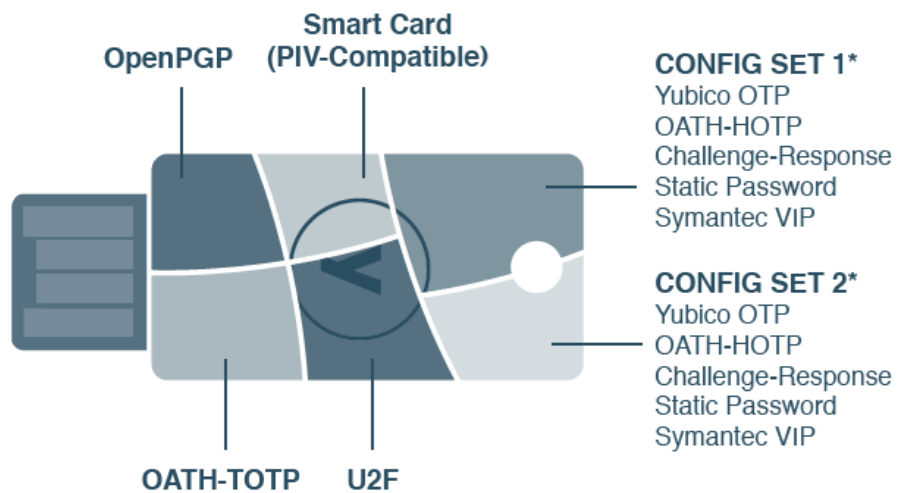 OpenPGP
Smart Card
(PIV-Compatible)
CONFIG SET 1*
Yubico OTP
OATH-HOTP
Challenge-Response
Static Password
Symantec VIP
CONFIG SET 2*
Yubico OTP
OATH-HOTP
Challenge-Response
Static Password
Symantec VIP
OATH-TOTP
U2F